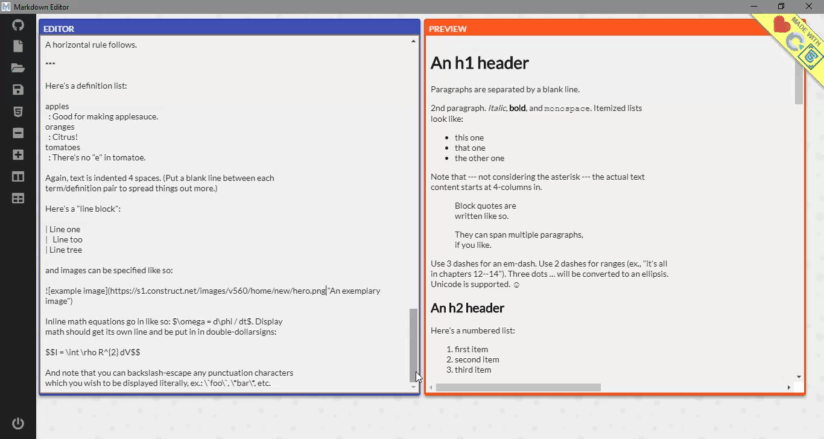 Markdown Editor
EDITOR
A horizontal rule follows.
***
Here's a definition list:
apples
: Good for making applesauce.
oranges
: Citrus!
tomatoes
: There's no "e" in tomatoe.
Again, text is indented 4 spaces. (Put a blank line between each
term/definition pair to spread things out more.)
Here's a "line block":
| Line one
|   Line too
| Line tree
and images can be specified like so:
![example image](https://s1.construct.net/images/v560/home/new/hero.png "An exemplary
image")
Inline math equations go in like so: $\omega = d\phi / dt$. Display
math should get its own line and be put in in double-dollarsigns:
$$I = \int \rho R^{2} dV$$
And note that you can backslash-escape any punctuation characters
which you wish to be displayed literally, ex.: \`foo\`, \*bar\*, etc.
PREVIEW
An h1 header
Paragraphs are separated by a blank line.
2nd paragraph. Italic, bold, and monospace. Itemized lists
look like:
• this one
• that one
• the other one
Note that --- not considering the asterisk --- the actual text
content starts at 4-columns in.
Block quotes are
written like so.
They can span multiple paragraphs,
if you like.
Use 3 dashes for an em-dash. Use 2 dashes for ranges (ex., "it's all
in chapters 12--14"). Three dots ... will be converted to an ellipsis.
Unicode is supported. ☺
An h2 header
Here's a numbered list:
1. first item
2. second item
3. third item
MADE WITH